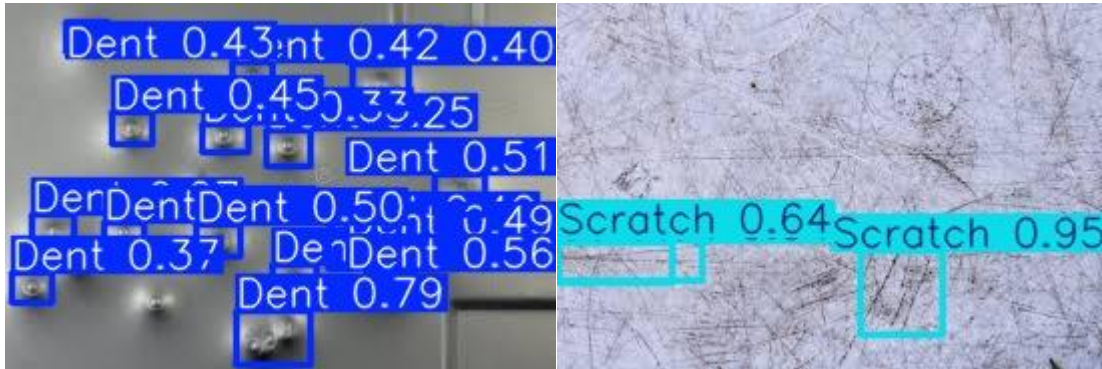 Dent 0.43 0.42 0.40
Dent 0.45 0.33 .25
Dent 0.51
Dent Dent 0.50 0.49
Dent 0.37 Dent 0.56
Dent 0.79
Scratch 0.64
Scratch 0.95